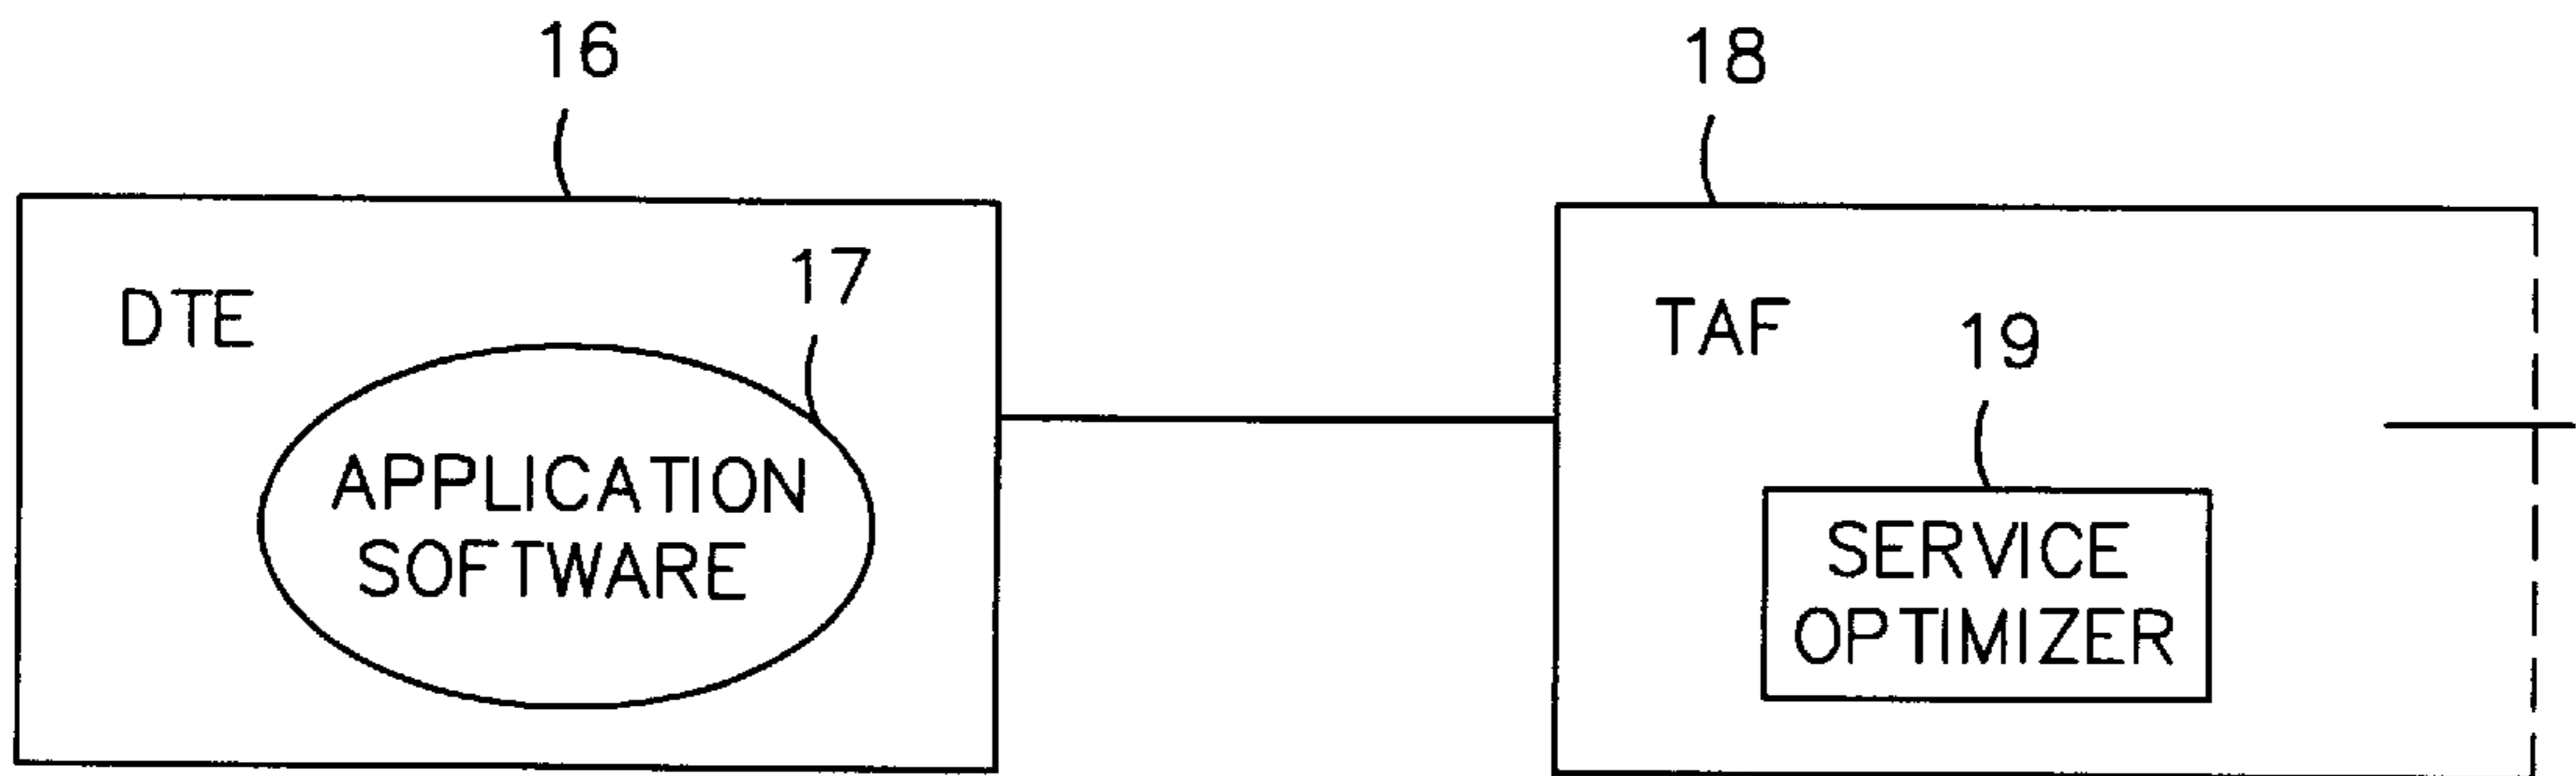 16
18
17
DTE
TAF
19
APPLICATION
SOFTWARE
SERVICE
OPTIMIZER